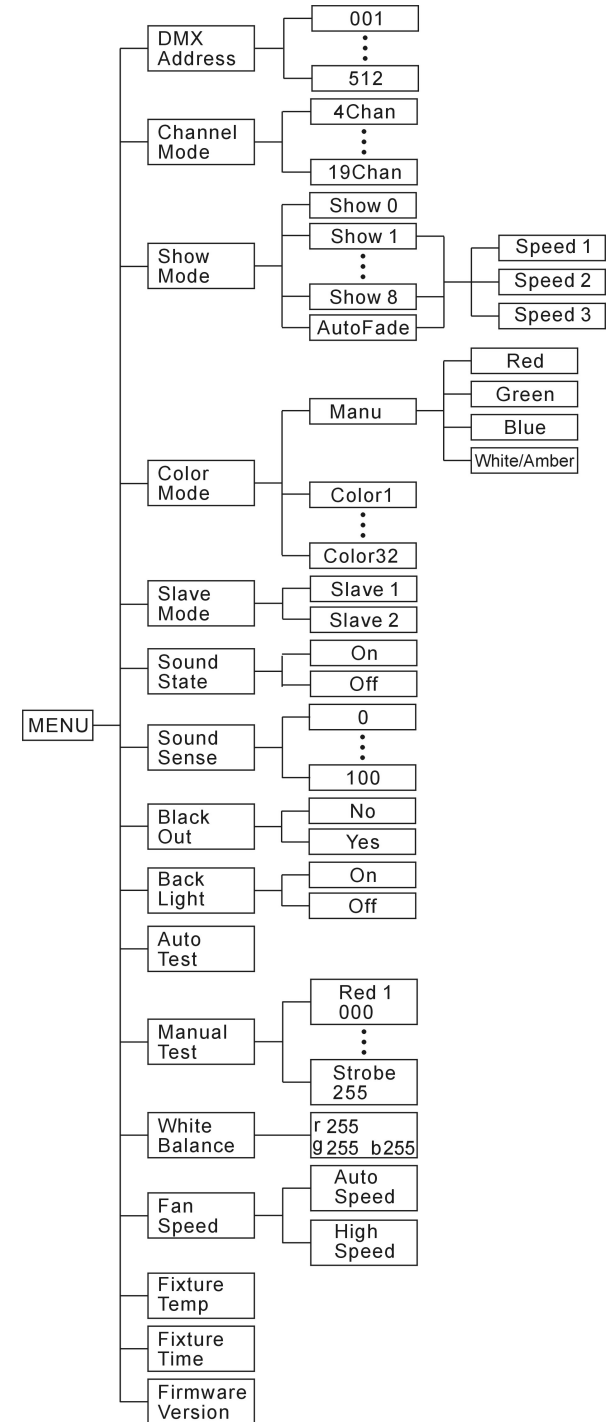 MENU
DMX
Address
001
512
Channel
Mode
4Chan
19Chan
Show
Mode
Show 0
Show 1
Show 8
AutoFade
Speed 1
Speed 2
Speed 3
Color
Mode
Manu
Red
Green
Blue
White/Amber
Color1
Color32
Slave
Mode
Slave 1
Slave 2
Sound
State
On
Off
Sound
Sense
0
100
Black
Out
No
Yes
Back
Light
On
Off
Auto
Test
Manual
Test
Red 1
000
Strobe
255
White
Balance
r 255
g 255 b255
Fan
Speed
Auto
Speed
High
Speed
Fixture
Temp
Fixture
Time
Firmware
Version